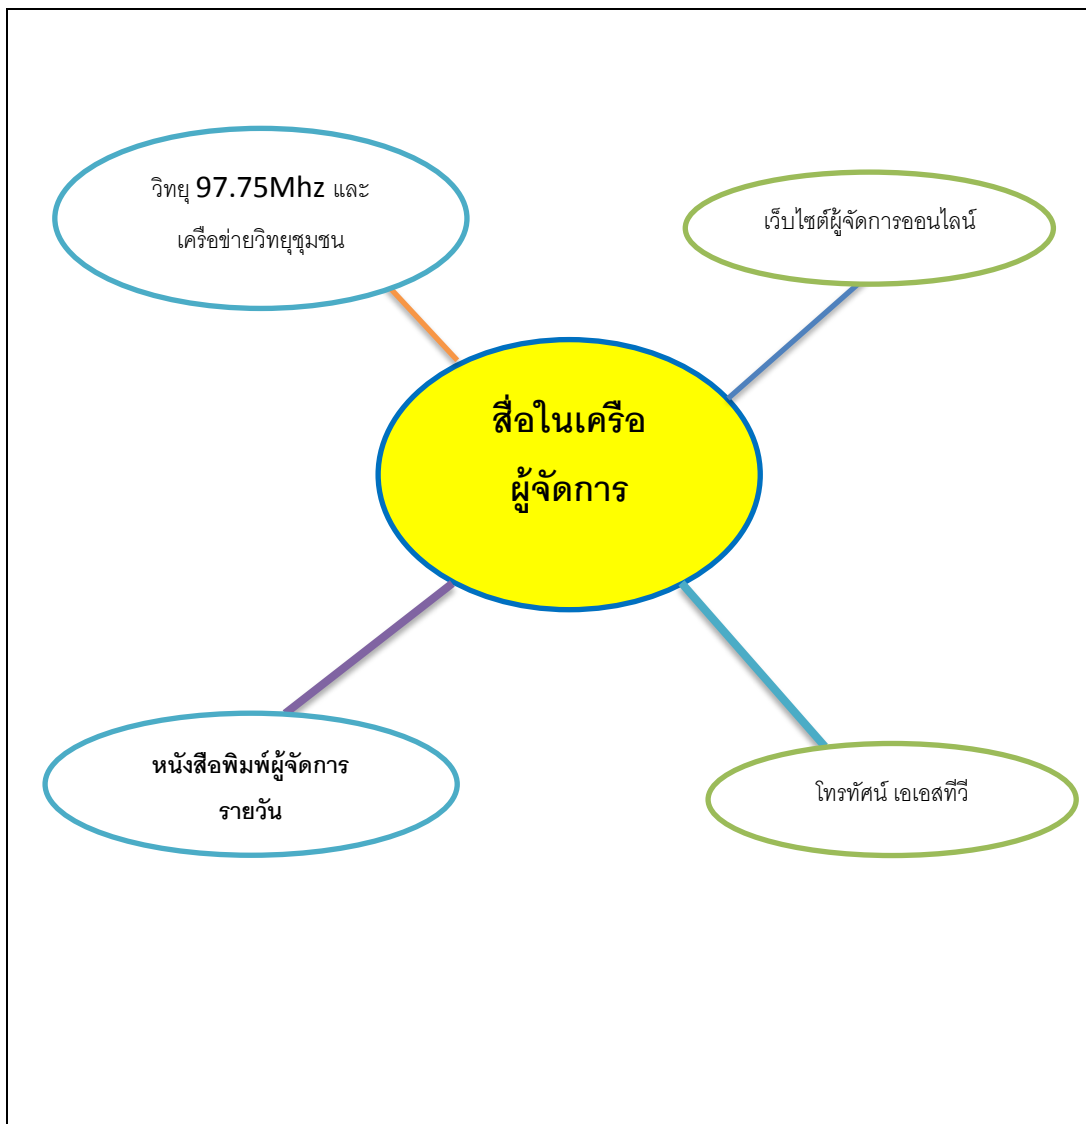 วิทยุ 97.75Mhz และ
เครือข่ายวิทยุชุมชน
เว็บไซต์ผู้จัดการออนไลน์
สื่อในเครือ
ผู้จัดการ
หนังสือพิมพ์ผู้จัดการ
รายวัน
โทรทัศน์ เอเอสทีวี